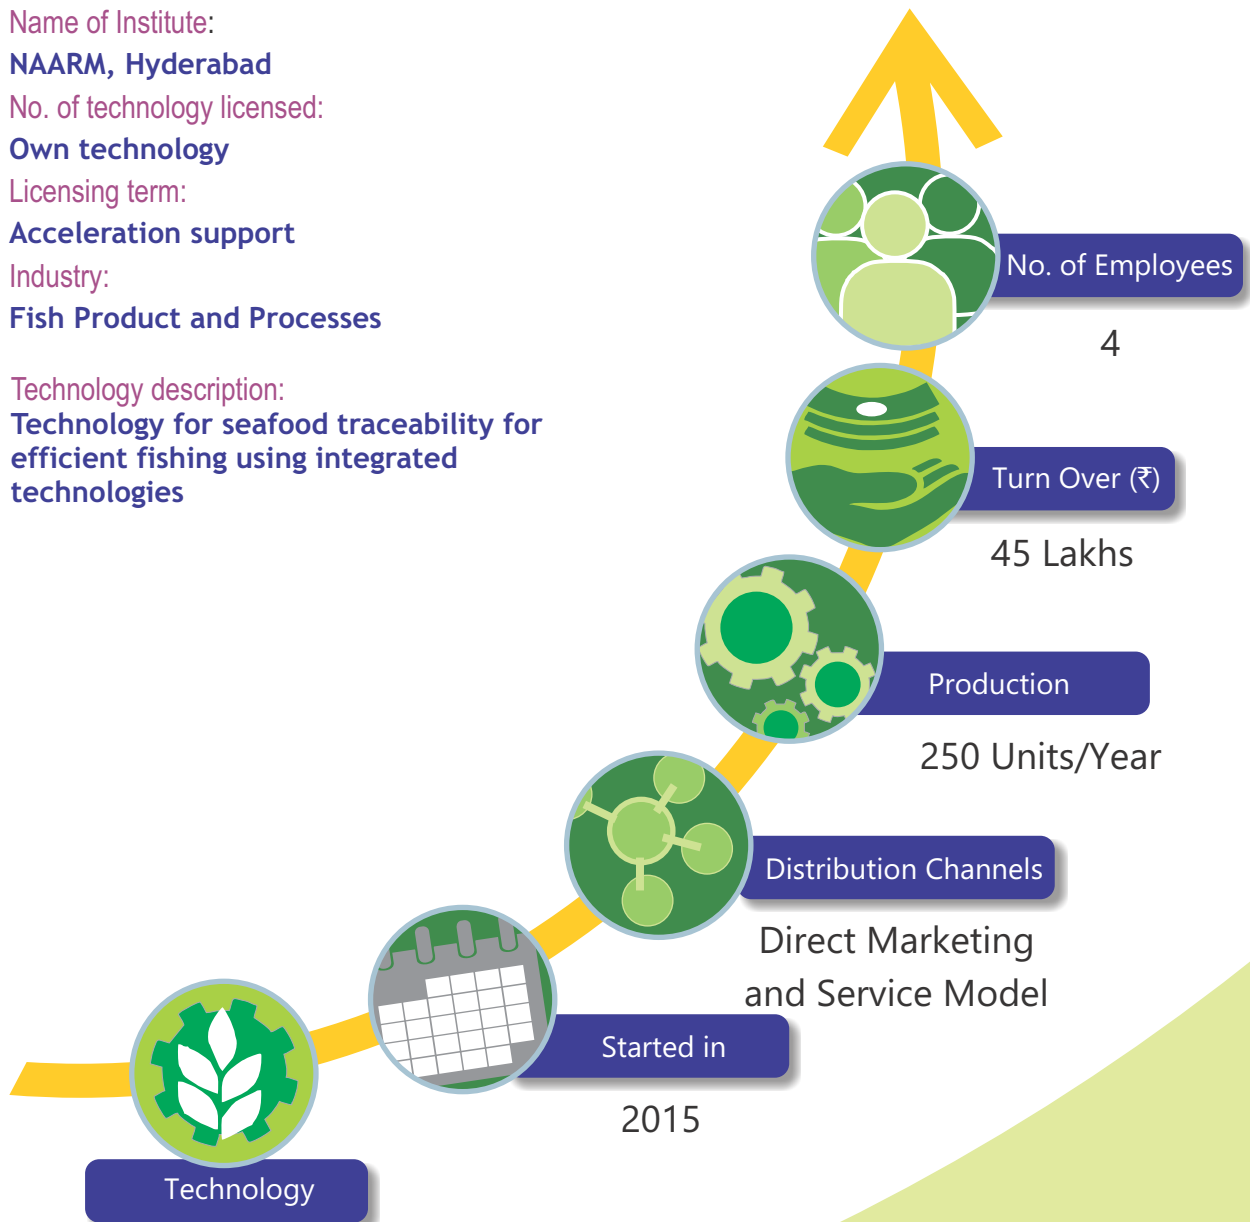 Name of Institute:
NAARM, Hyderabad
No. of technology licensed:
Own technology
Licensing term:
Acceleration support
Industry:
Fish Product and Processes
Technology description:
Technology for seafood traceability for
efficient fishing using integrated
technologies
No. of Employees
4
Turn Over (₹)
45 Lakhs
Production
250 Units/Year
Distribution Channels
Direct Marketing
and Service Model
Started in
2015
Technology